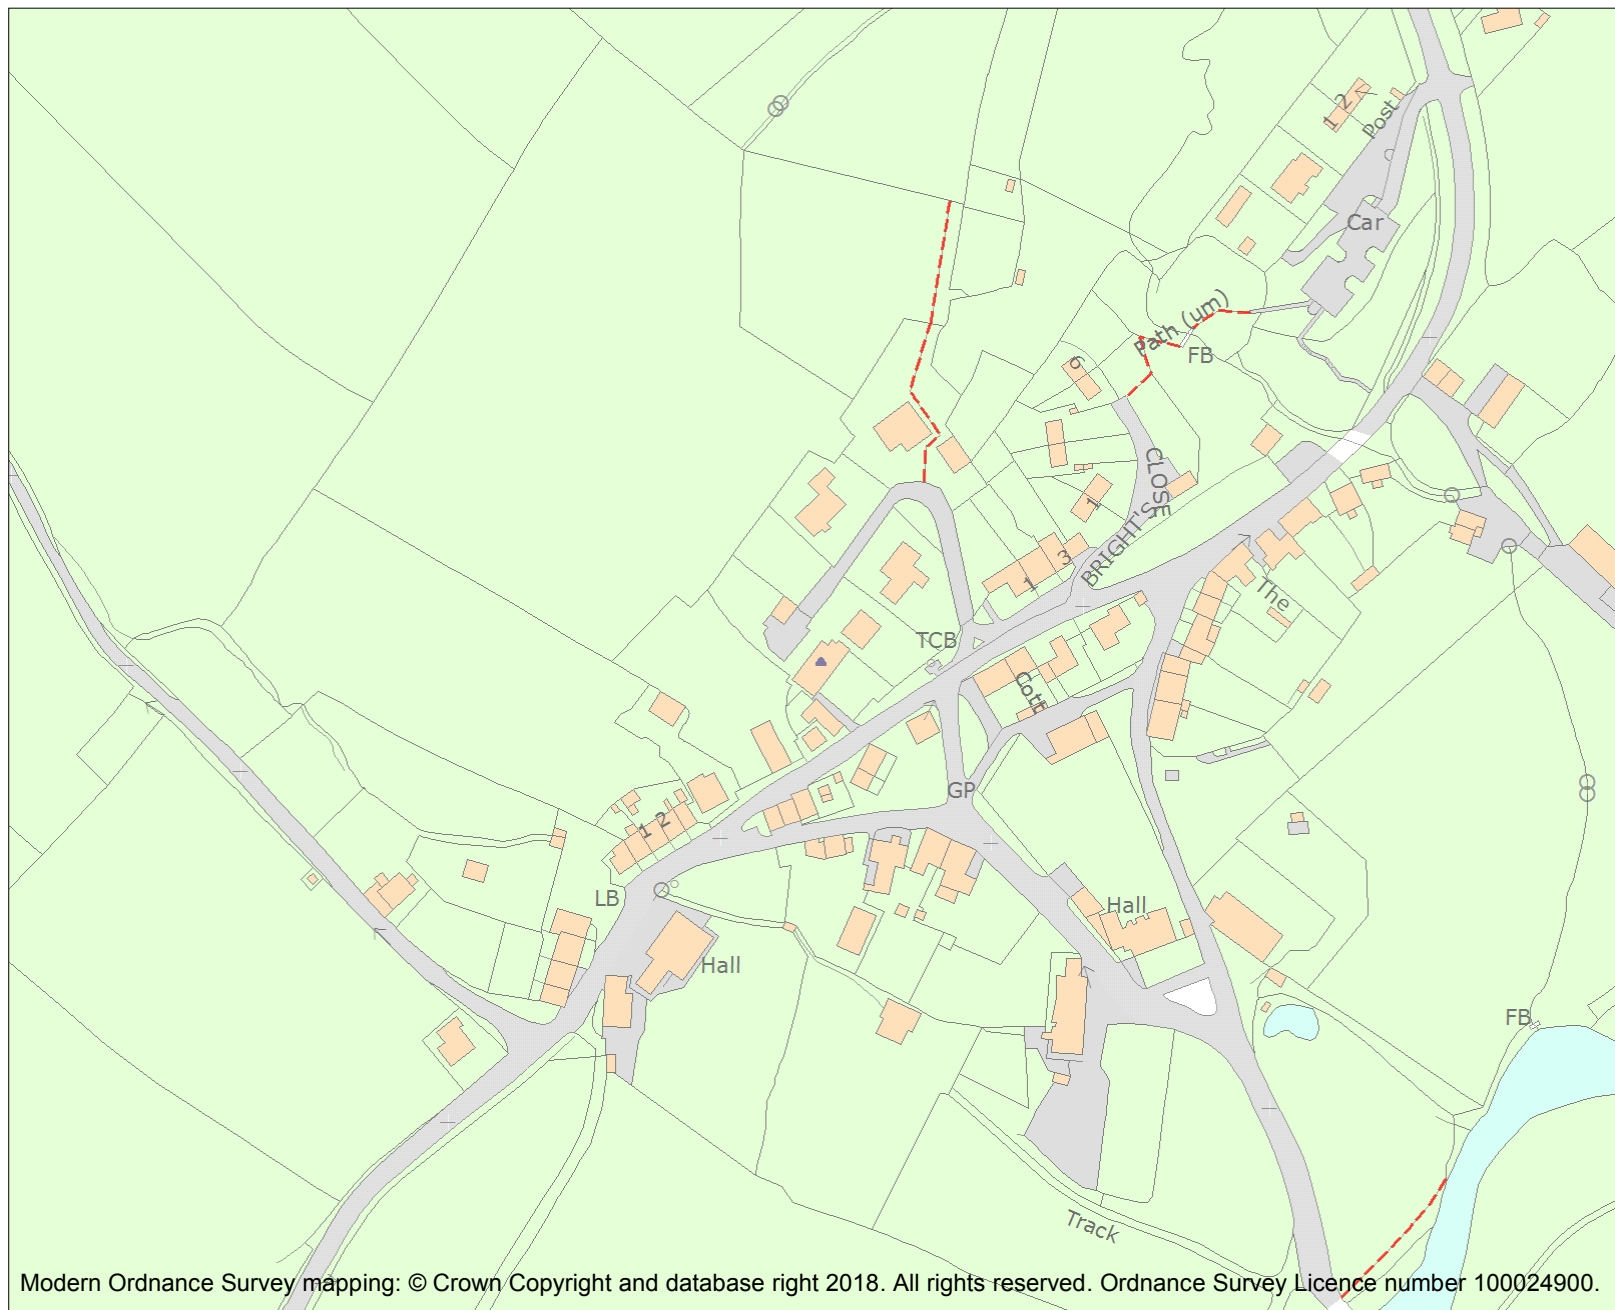 1 2
Post
Car
Path (um)
FB
6
CLOSE
1
BRIGHT'S
1 3
The
TCB
Cott
GP
1 2
LB
Hall
Hall
FB
Track
Modern Ordnance Survey mapping: © Crown Copyright and database right 2018. All rights reserved. Ordnance Survey Licence number 100024900.